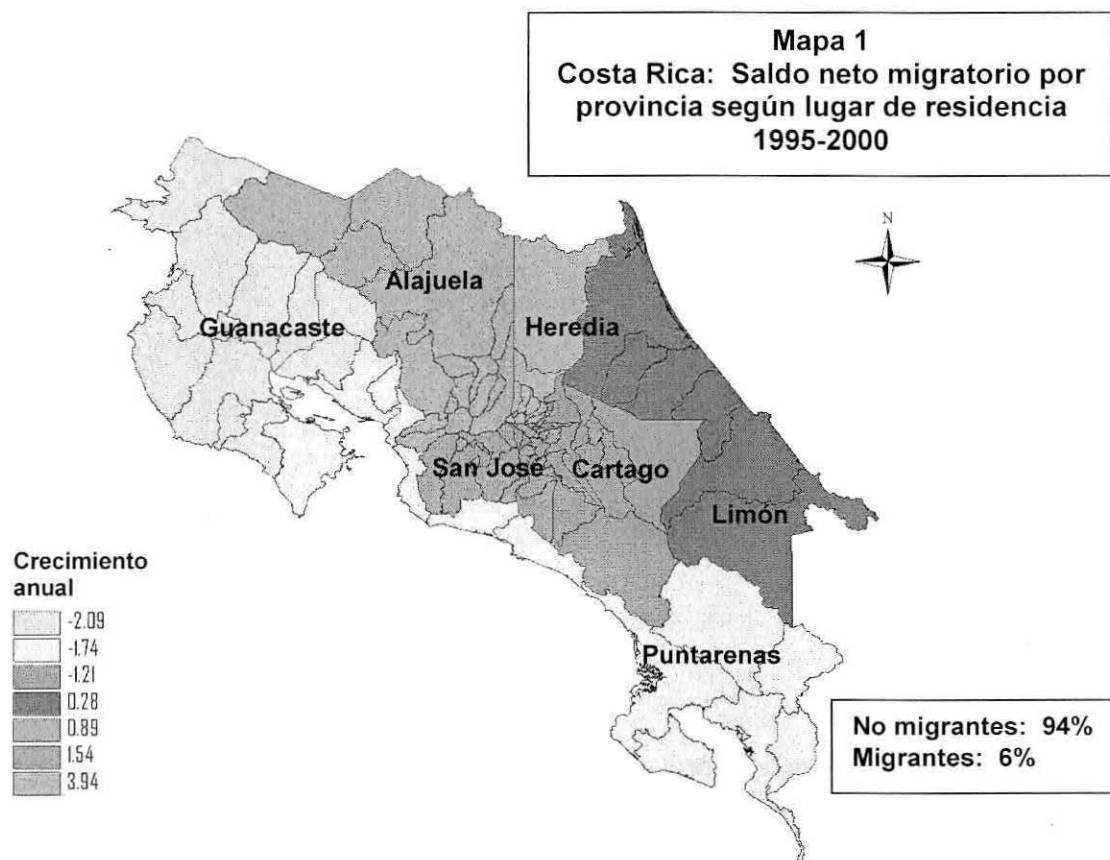 Mapa 1
Costa Rica: Saldo neto migratorio por
provincia según lugar de residencia
1995-2000
N
Alajuela
Guanacaste
Heredia
San José
Cartago
Limón
Puntarenas
Crecimiento
anual
-2.09
-1.74
-1.21
0.28
0.89
1.54
3.94
No migrantes: 94%
Migrantes: 6%